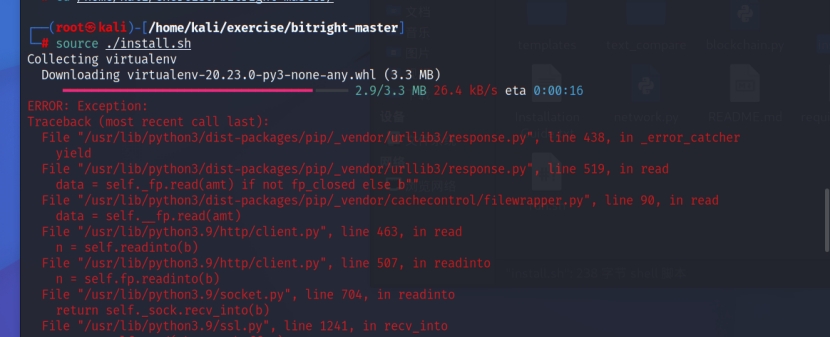 (root㉿kali)-[/home/kali/exercise/bitright-master]
# source ./install.sh
Collecting virtualenv
Downloading virtualenv-20.23.0-py3-none-any.whl (3.3 MB)
2.9/3.3 MB 26.4 kB/s eta 0:00:16
ERROR: Exception:
Traceback (most recent call last):
File "/usr/lib/python3/dist-packages/pip/_vendor/urllib3/response.py", line 438, in _error_catcher
yield
File "/usr/lib/python3/dist-packages/pip/_vendor/urllib3/response.py", line 519, in read
data = self._fp.read(amt) if not fp_closed else b""
File "/usr/lib/python3/dist-packages/pip/_vendor/cachecontrol/filewrapper.py", line 90, in read
data = self.__fp.read(amt)
File "/usr/lib/python3.9/http/client.py", line 463, in read
n = self.readinto(b)
File "/usr/lib/python3.9/http/client.py", line 507, in readinto
n = self.fp.readinto(b)
File "/usr/lib/python3.9/socket.py", line 704, in readinto
return self._sock.recv_into(b)
File "/usr/lib/python3.9/ssl.py", line 1241, in recv_into